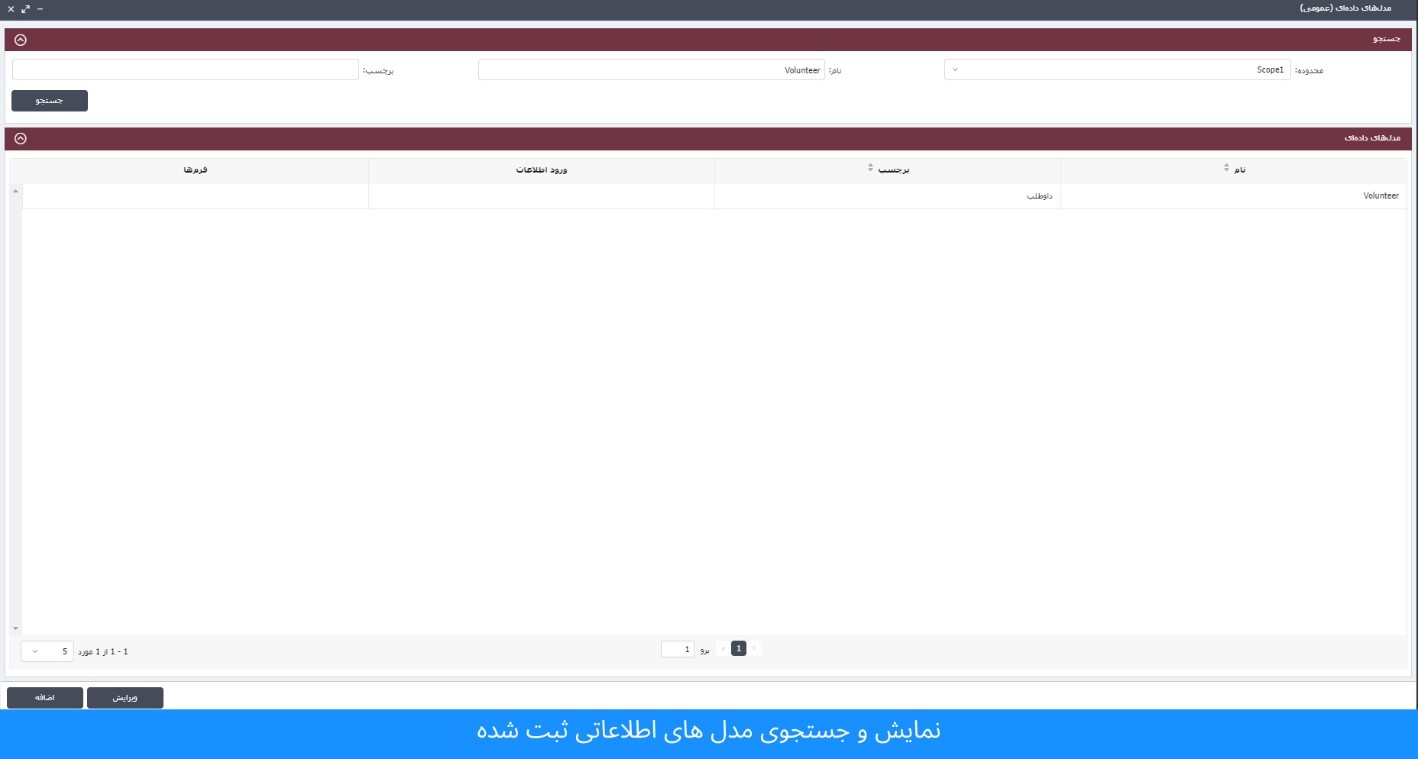 مدل‌های داده‌ای (عمومی)
جستجو
محدوده: Scope1 نام: Volunteer برچسب:
جستجو
مدل‌های داده‌ای
نام برچسب ورود اطلاعات فرم‌ها
Volunteer داوطلب
1 برو 1
1 - 1 از 1 مورد 5
ویرایش اضافه
نمایش و جستجوی مدل های اطلاعاتی ثبت شده